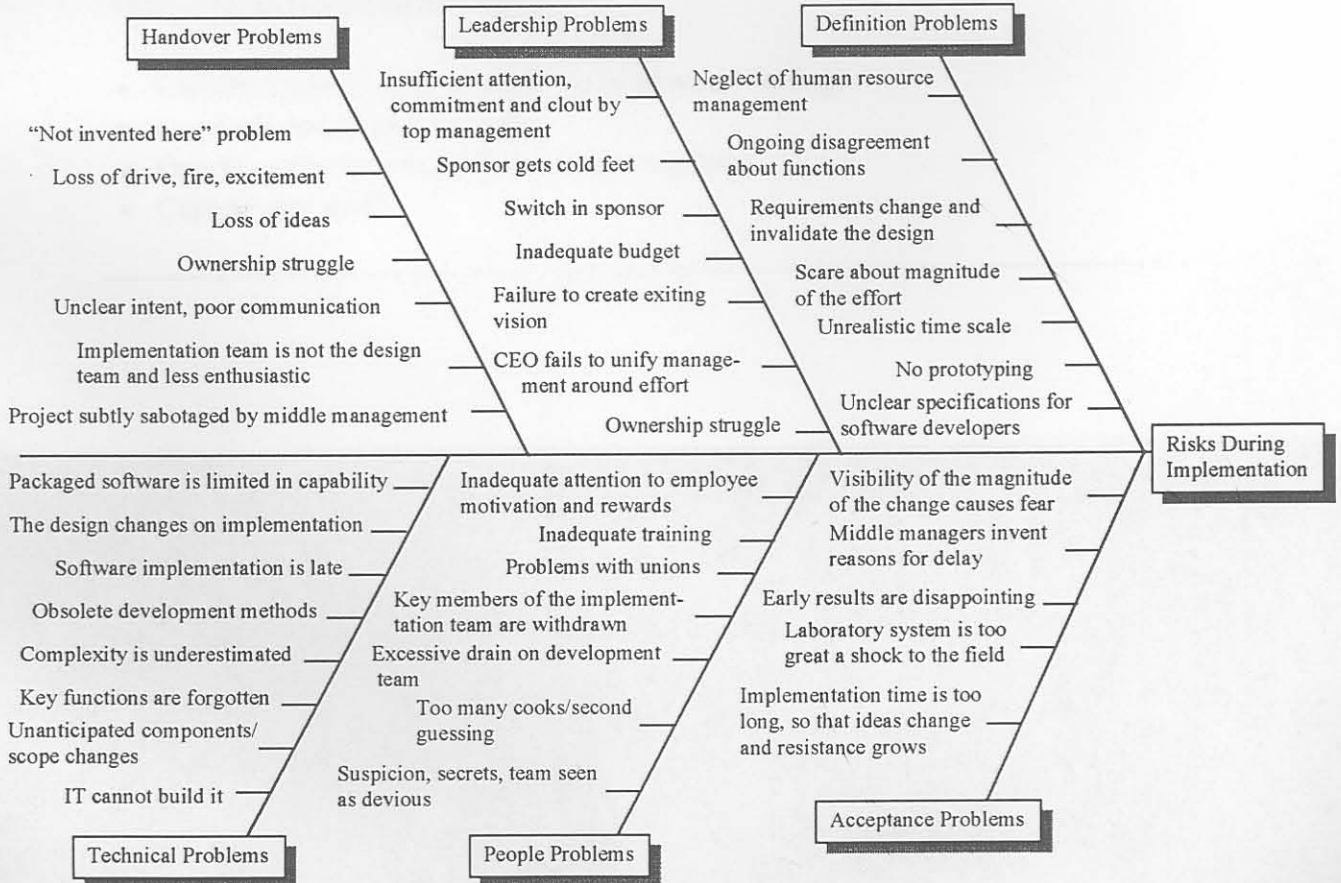 Handover Problems
"Not invented here" problem
Loss of drive, fire, excitement
Loss of ideas
Ownership struggle
Unclear intent, poor communication
Implementation team is not the design
team and less enthusiastic
Project subtly sabotaged by middle management
Leadership Problems
Insufficient attention,
commitment and clout by
top management
Sponsor gets cold feet
Switch in sponsor
Inadequate budget
Failure to create exiting
vision
CEO fails to unify manage-
ment around effort
Ownership struggle
Definition Problems
Neglect of human resource
management
Ongoing disagreement
about functions
Requirements change and
invalidate the design
Scare about magnitude
of the effort
Unrealistic time scale
No prototyping
Unclear specifications for
software developers
Risks During
Implementation
Packaged software is limited in capability
The design changes on implementation
Software implementation is late
Obsolete development methods
Complexity is underestimated
Key functions are forgotten
Unanticipated components/
scope changes
IT cannot build it
Technical Problems
Inadequate attention to employee
motivation and rewards
Inadequate training
Problems with unions
Key members of the implemen-
tation team are withdrawn
Excessive drain on development
team
Too many cooks/second
guessing
Suspicion, secrets, team seen
as devious
People Problems
Visibility of the magnitude
of the change causes fear
Middle managers invent
reasons for delay
Early results are disappointing
Laboratory system is too
great a shock to the field
Implementation time is too
long, so that ideas change
and resistance grows
Acceptance Problems